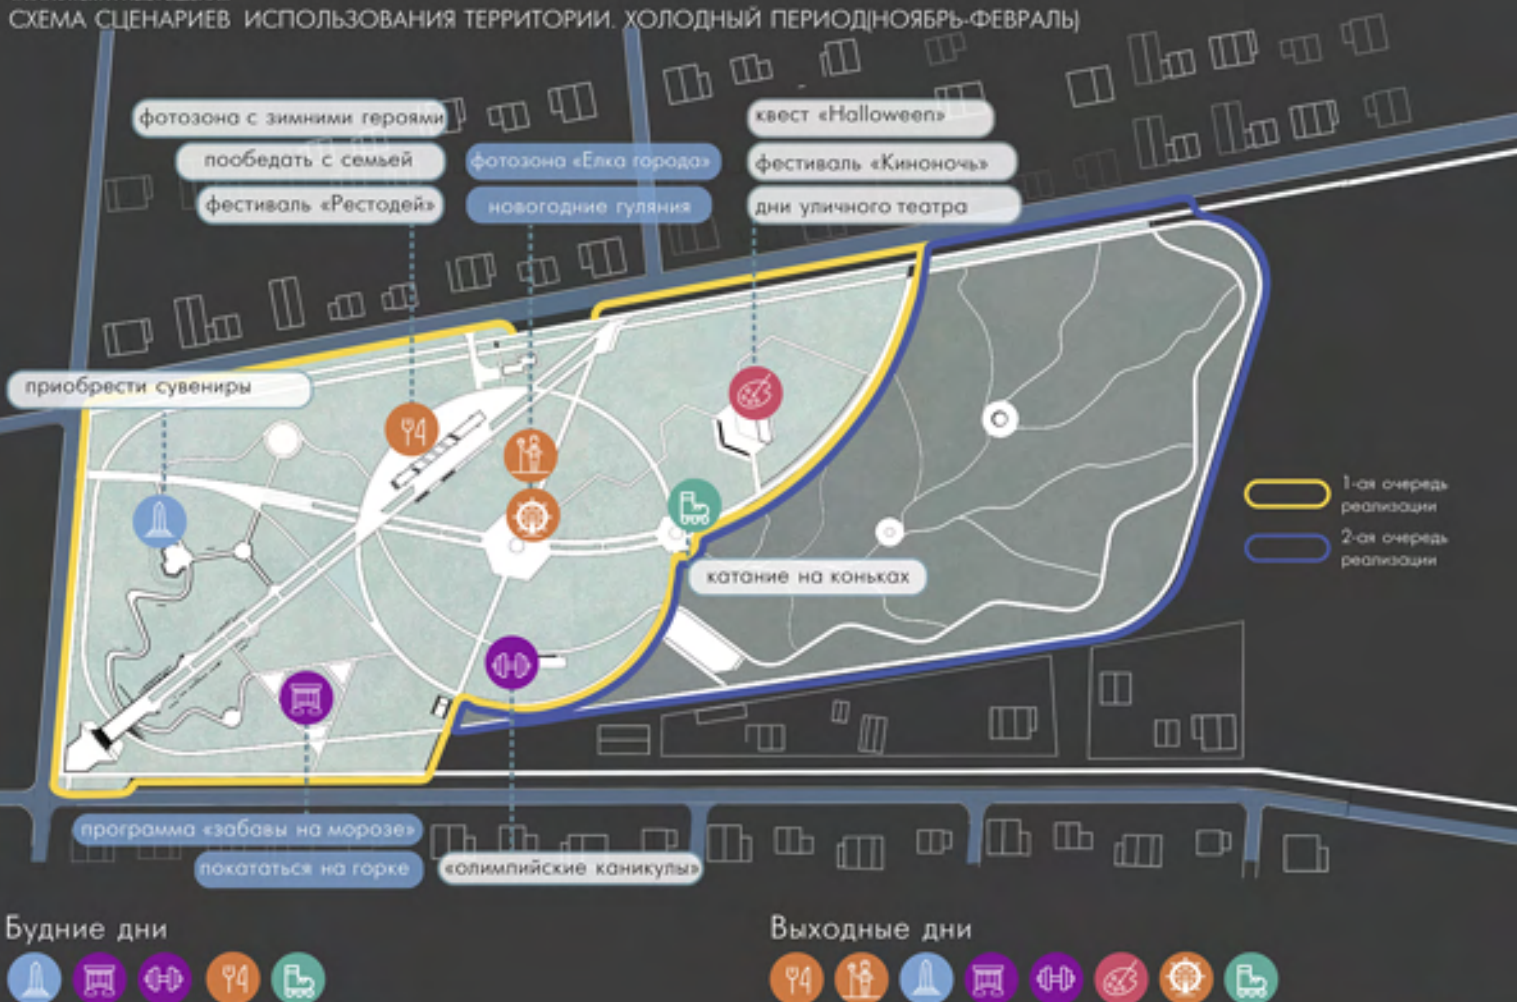 СХЕМА СЦЕНАРИЕВ ИСПОЛЬЗОВАНИЯ ТЕРРИТОРИИ. ХОЛОДНЫЙ ПЕРИОД(НОЯБРЬ-ФЕВРАЛЬ)
фотозона с зимними героями
пообедать с семьей
фестиваль «Рестодей»
фотозона «Елка города»
новогодние гуляния
квест «Halloween»
фестиваль «Киноночь»
дни уличного театра
приобрести сувениры
1-ая очередь
реализации
2-ая очередь
реализации
катание на коньках
программа «забавы на морозе»
покататься на горке
«олимпийские каникулы»
Будние дни
Выходные дни